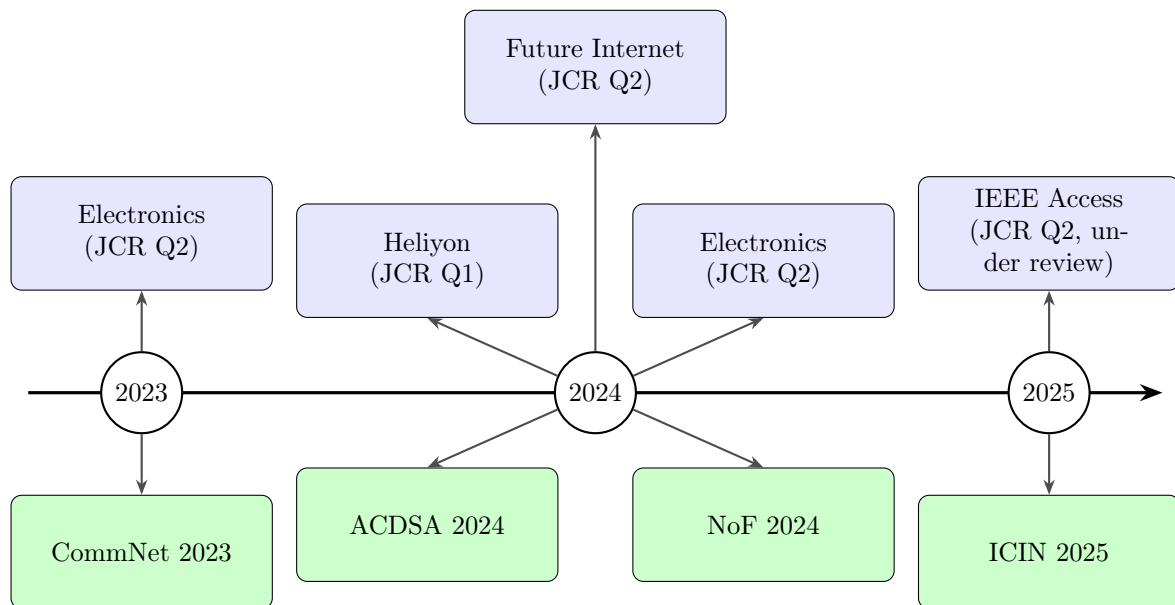 Future Internet
(JCR Q2)
Electronics
(JCR Q2)
Heliyon
(JCR Q1)
Electronics
(JCR Q2)
IEEE Access
(JCR Q2, un-
der review)
2023
2024
2025
CommNet 2023
ACDSA 2024
NoF 2024
ICIN 2025